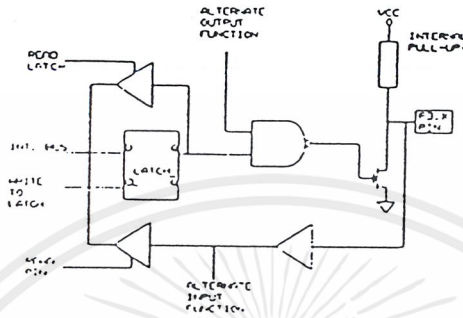 ALTERNATE
OUTPUT
FUNCTION
VCC
INTERNAL
PULL-UP
READ
LATCH
P3.X
PIN
INT. BUS
LATCH
WRITE
TO
LATCH
READ
PIN
ALTERNATE
INPUT
FUNCTION